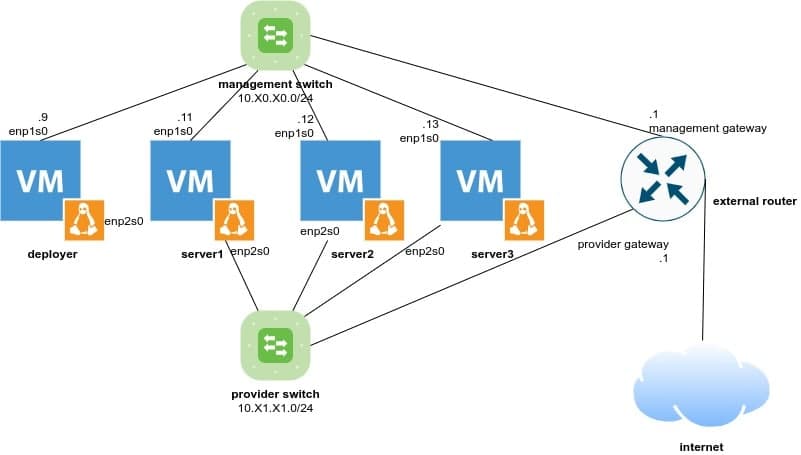 management switch
10.X0.X0.0/24
.9
enp1s0
.11
enp1s0
.12
enp1s0
.13
enp1s0
.1
management gateway
VM
VM
VM
VM
enp2s0
enp2s0
enp2s0
enp2s0
deployer
server1
server2
server3
external router
provider gateway
.1
provider switch
10.X1.X1.0/24
internet